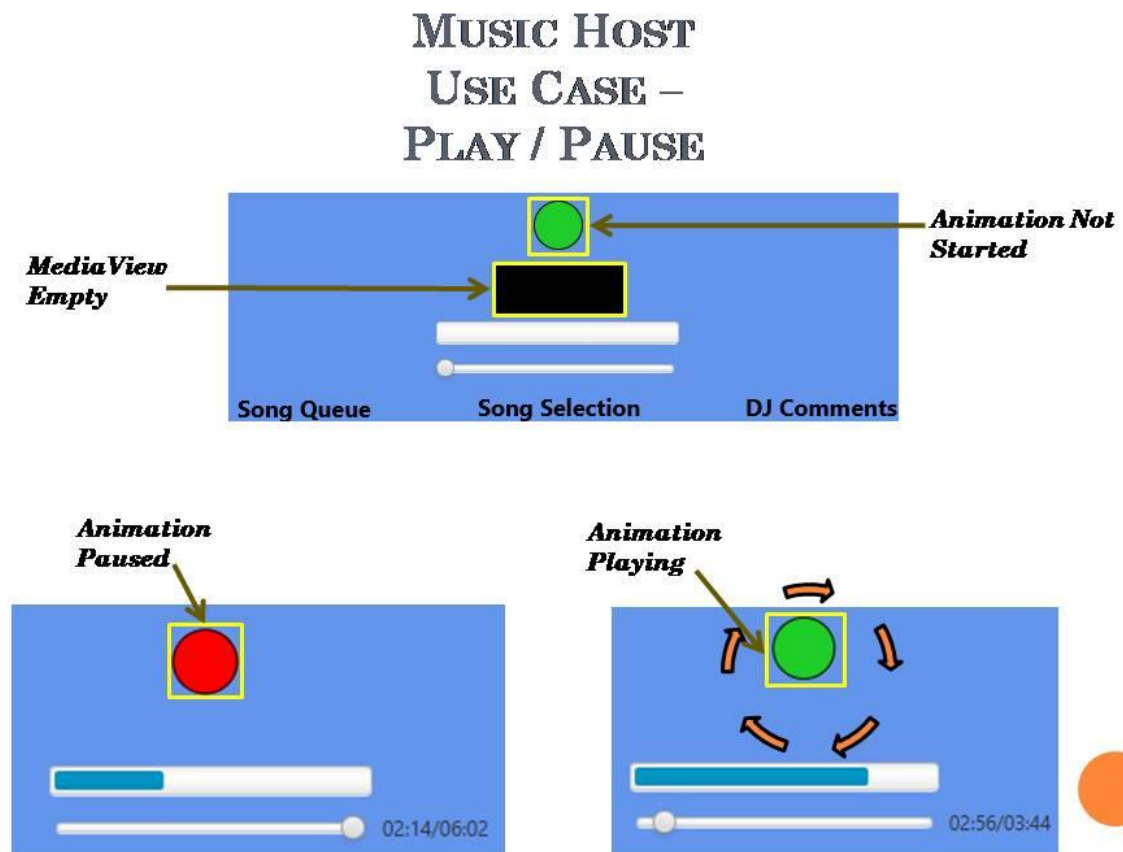 MUSIC HOST
USE CASE –
PLAY / PAUSE
Animation Not
Started
MediaView
Empty
Song Queue
Song Selection
DJ Comments
Animation
Paused
Animation
Playing
02:14/06:02
02:56/03:44